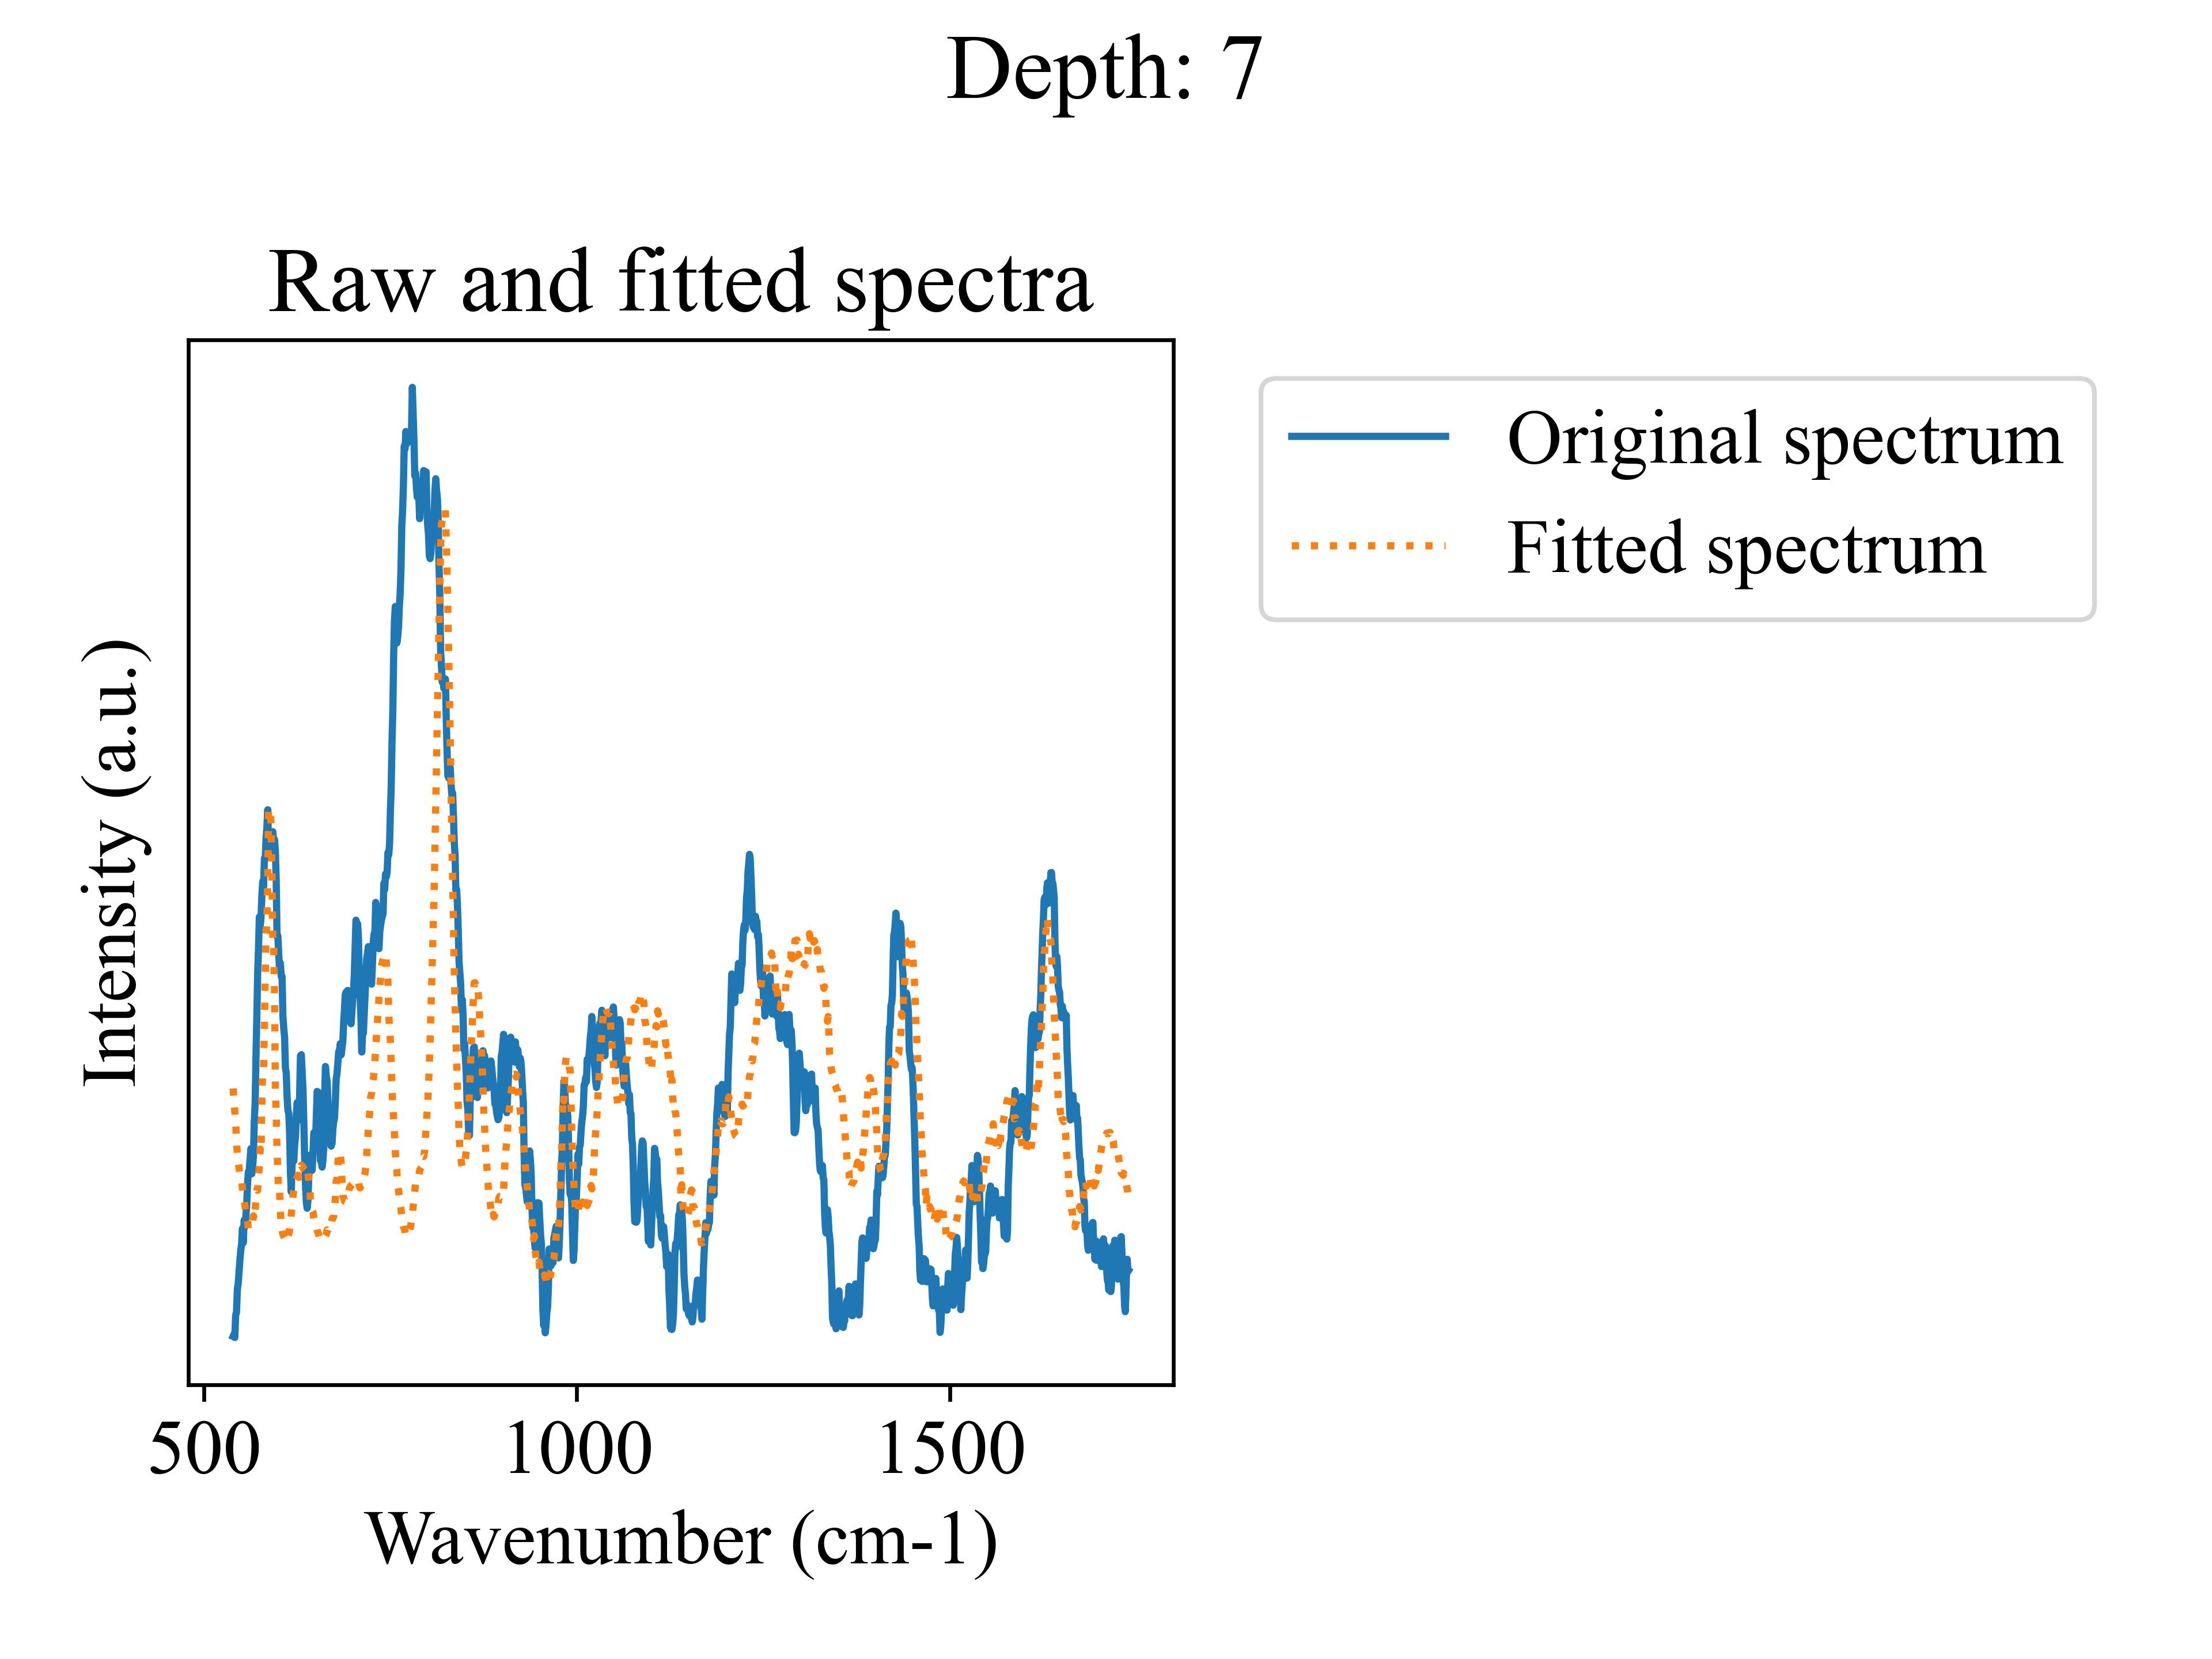 Depth: 7
Raw and fitted spectra
Original spectrum
Fitted spectrum
Intensity (a.u.)
500 1000 1500
Wavenumber (cm-1)